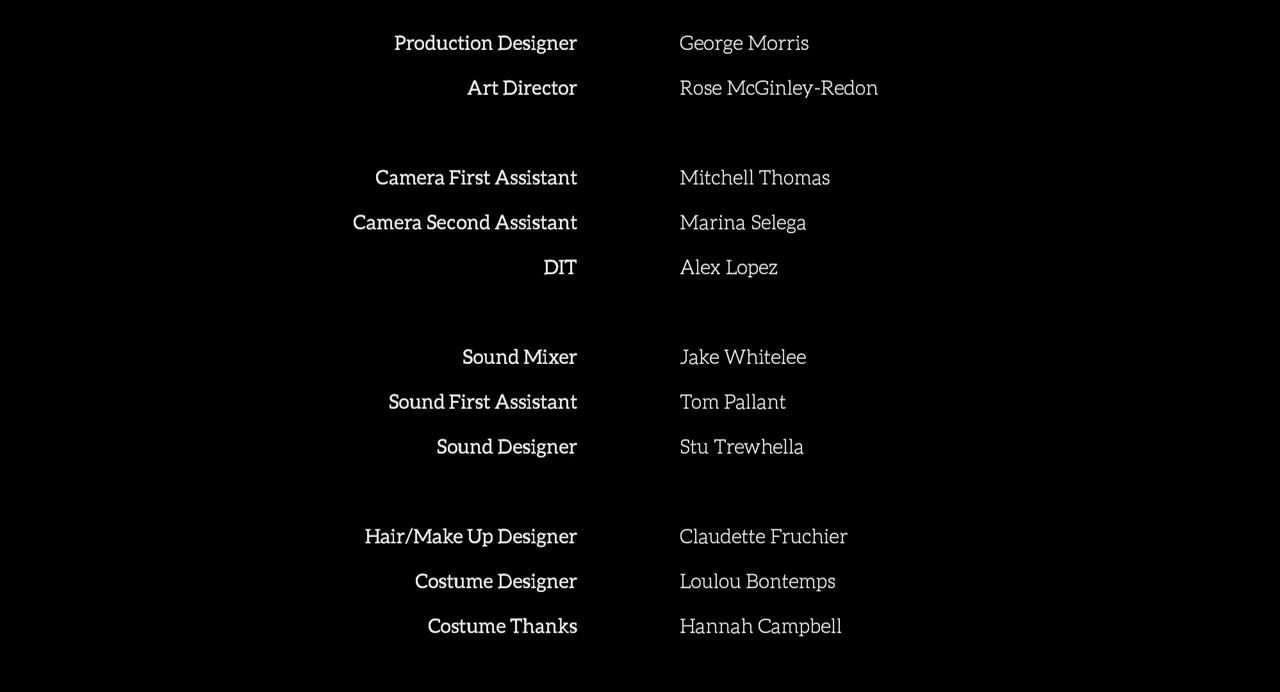 Production Designer George Morris
Art Director Rose McGinley-Redon
Camera First Assistant Mitchell Thomas
Camera Second Assistant Marina Selega
DIT Alex Lopez
Sound Mixer Jake Whitelee
Sound First Assistant Tom Pallant
Sound Designer Stu Trewhella
Hair/Make Up Designer Claudette Fruchier
Costume Designer Loulou Bontemps
Costume Thanks Hannah Campbell